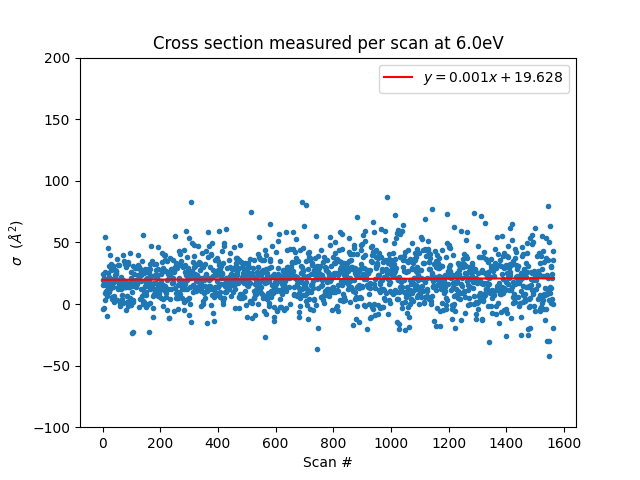 Cross section measured per scan at 6.0eV
y = 0.001x + 19.628
200
150
100
50
0
−50
−100
σ (Å²)
0 200 400 600 800 1000 1200 1400 1600
Scan #